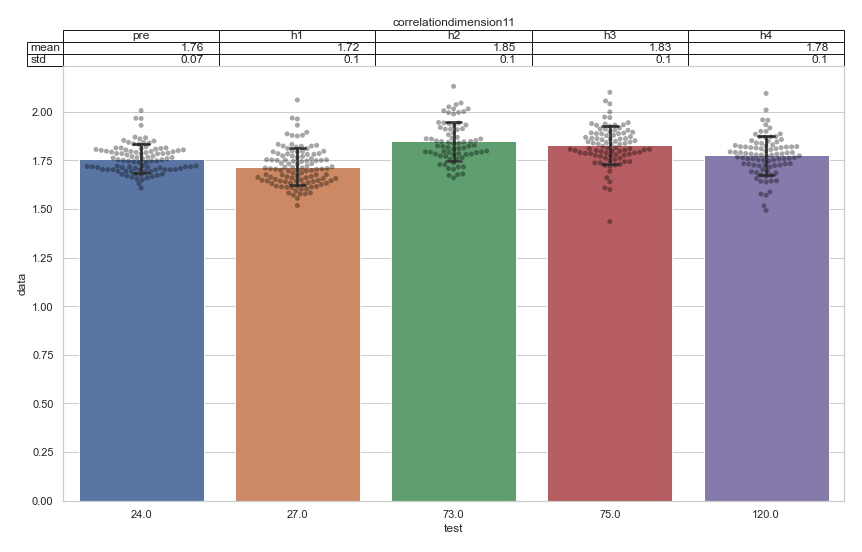 correlationdimension11
pre h1 h2 h3 h4
mean 1.76 1.72 1.85 1.83 1.78
std 0.07 0.1 0.1 0.1 0.1
2.00
1.75
1.50
1.25
1.00
0.75
0.50
0.25
0.00
data
24.0 27.0 73.0 75.0 120.0
test